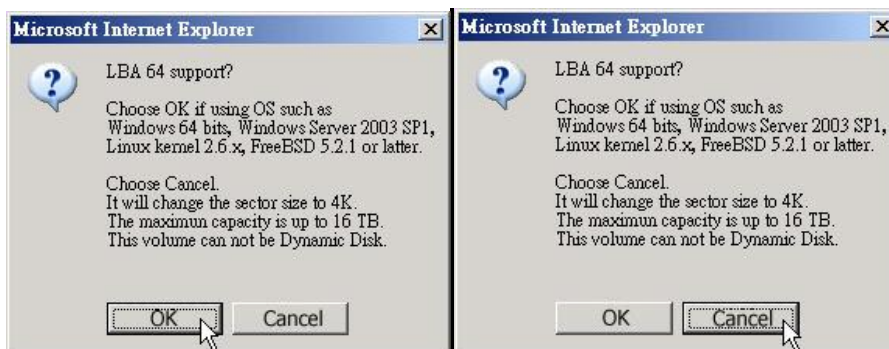 Microsoft Internet Explorer
LBA 64 support?
Choose OK if using OS such as
Windows 64 bits, Windows Server 2003 SP1,
Linux kernel 2.6.x, FreeBSD 5.2.1 or latter.
Choose Cancel.
It will change the sector size to 4K.
The maximun capacity is up to 16 TB.
This volume can not be Dynamic Disk.
OK Cancel
Microsoft Internet Explorer
LBA 64 support?
Choose OK if using OS such as
Windows 64 bits, Windows Server 2003 SP1,
Linux kernel 2.6.x, FreeBSD 5.2.1 or latter.
Choose Cancel.
It will change the sector size to 4K.
The maximun capacity is up to 16 TB.
This volume can not be Dynamic Disk.
OK Cancel